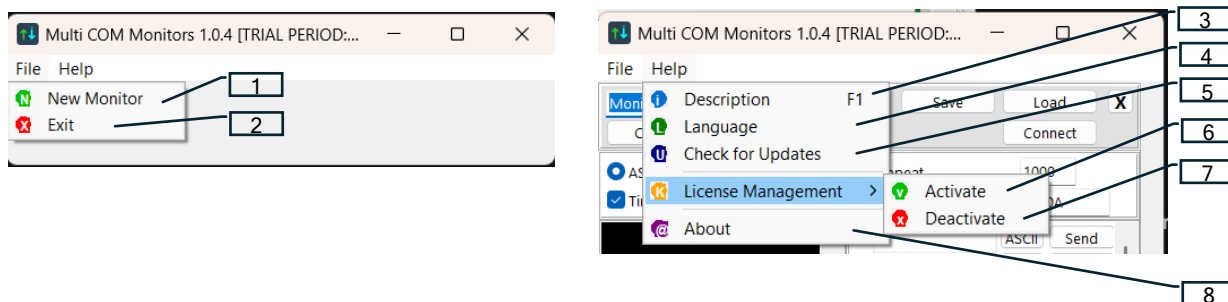 Multi COM Monitors 1.0.4 [TRIAL PERIOD:...
File Help
New Monitor
Exit
1
2
Multi COM Monitors 1.0.4 [TRIAL PERIOD:...
File Help
Description F1
Save Load X
Language
Connect
Check for Updates
1000
License Management >
Activate
Deactivate
About
ASCII Send
3
4
5
6
7
8